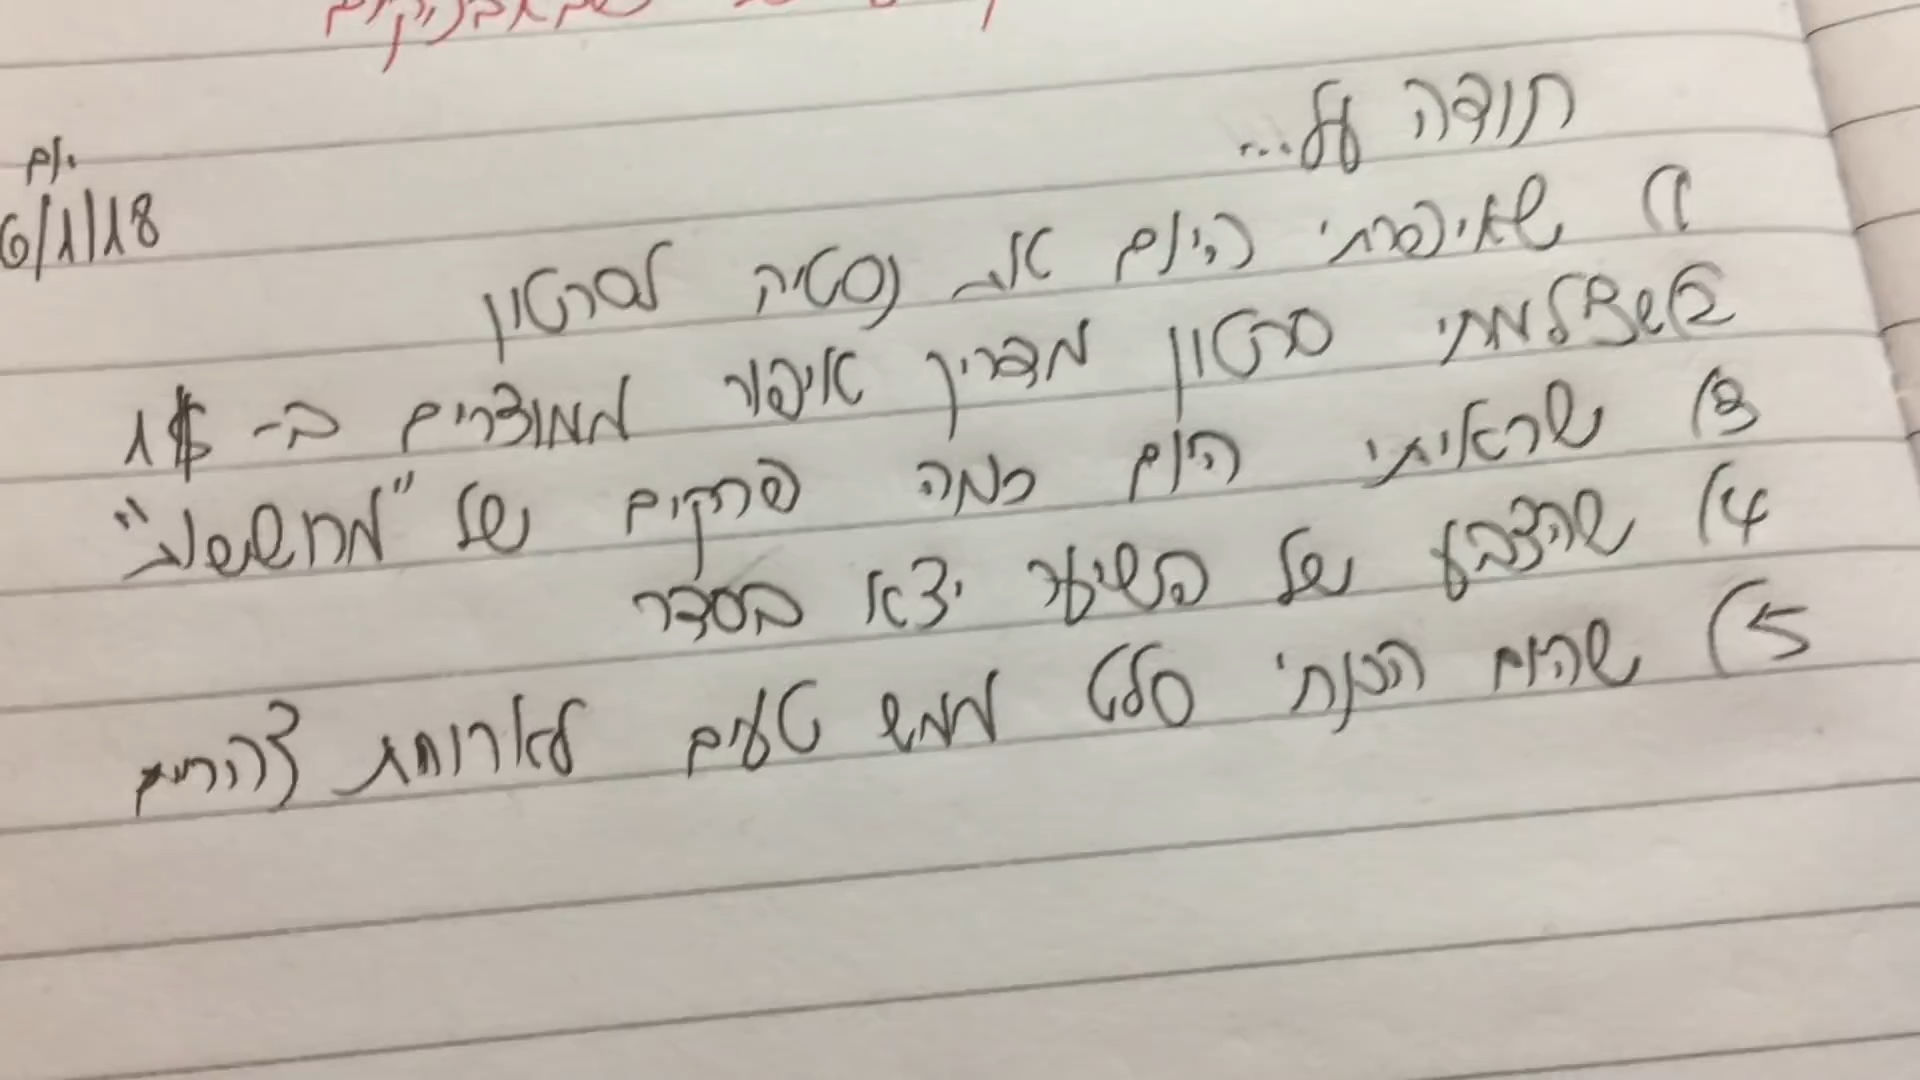 תודה על...
יום 6/1/18
1) שאיפרתי היום את נסטיה לסרטון
2) שצילמתי סרטון מדריך איפור ממוצרים ב- 1$
3) שראיתי היום כמה פרקים של "מחוששות"
4) שהצבע של השיער יצא בסדר
5) שהיום הכנתי סלט ממש טעים לארוחת צהריים